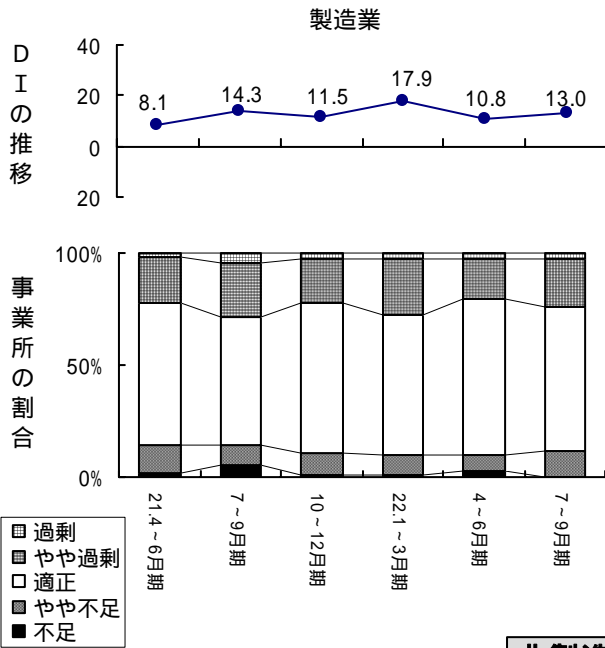 製造業
DIの推移
40
20
0
20
8.1
14.3
11.5
17.9
10.8
13.0
事業所の割合
100%
50%
0%
21.4~6月期
7~9月期
10~12月期
22.1~3月期
4~6月期
7~9月期
過剰
やや過剰
適正
やや不足
不足